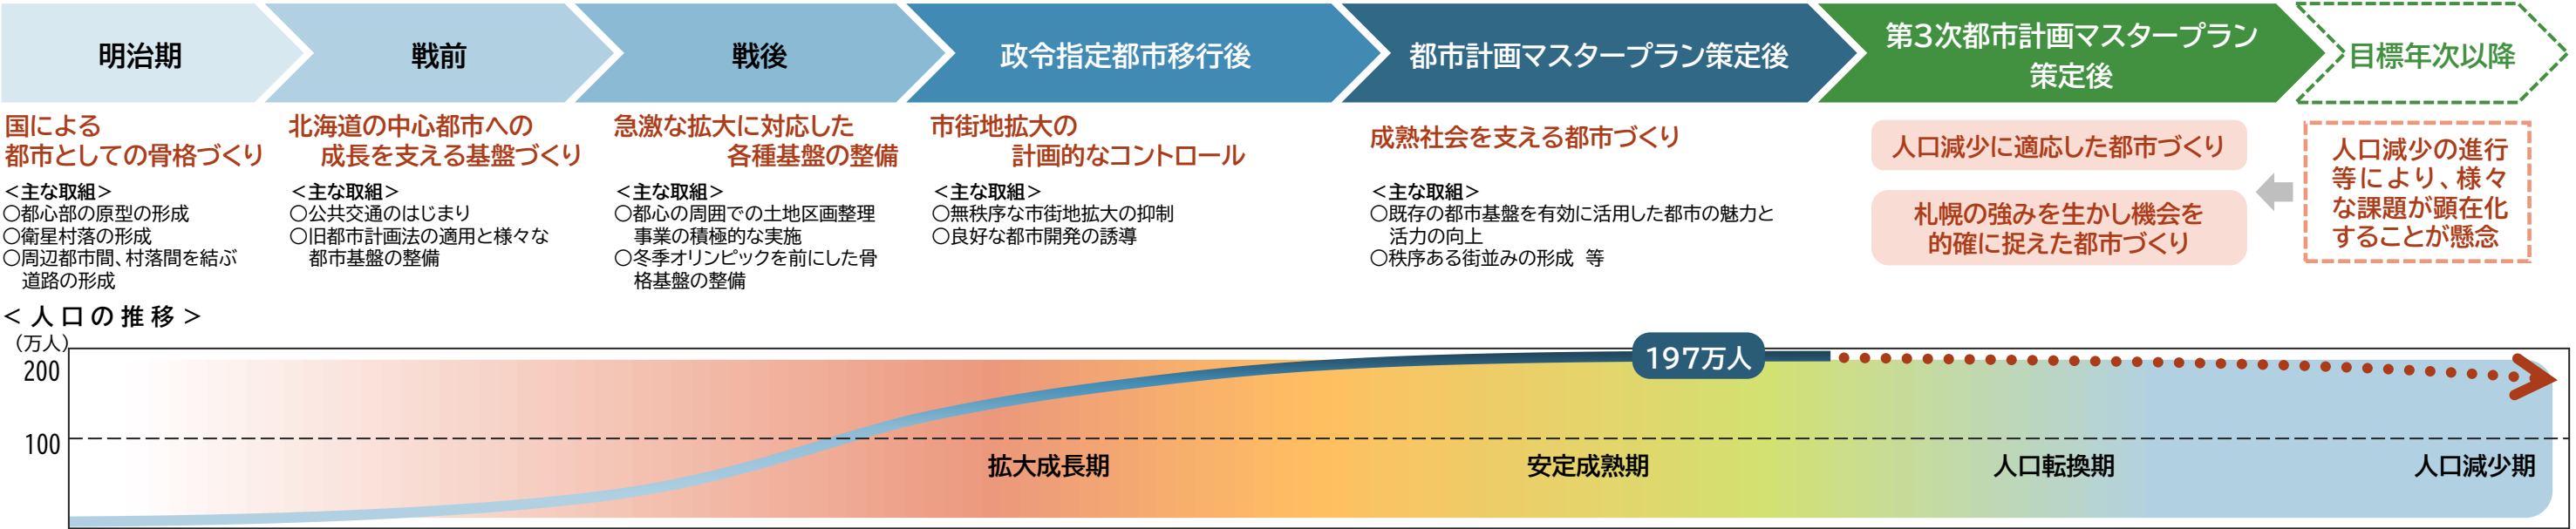 明治期
戦前
戦後
政令指定都市移行後
都市計画マスタープラン策定後
第3次都市計画マスタープラン
策定後
目標年次以降
国による
都市としての骨格づくり
<主な取組>
○都心部の原型の形成
○衛星村落の形成
○周辺都市間、村落間を結ぶ
道路の形成
北海道の中心都市への
成長を支える基盤づくり
<主な取組>
○公共交通のはじまり
○旧都市計画法の適用と様々な
都市基盤の整備
急激な拡大に対応した
各種基盤の整備
<主な取組>
○都心の周囲での土地区画整理
事業の積極的な実施
○冬季オリンピックを前にした骨
格基盤の整備
市街地拡大の
計画的なコントロール
<主な取組>
○無秩序な市街地拡大の抑制
○良好な都市開発の誘導
成熟社会を支える都市づくり
<主な取組>
○既存の都市基盤を有効に活用した都市の魅力と
活力の向上
○秩序ある街並みの形成 等
人口減少に適応した都市づくり
札幌の強みを生かし機会を
的確に捉えた都市づくり
人口減少の進行
等により、様々
な課題が顕在化
することが懸念
<人口の推移>
(万人)
200
100
197万人
拡大成長期
安定成熟期
人口転換期
人口減少期